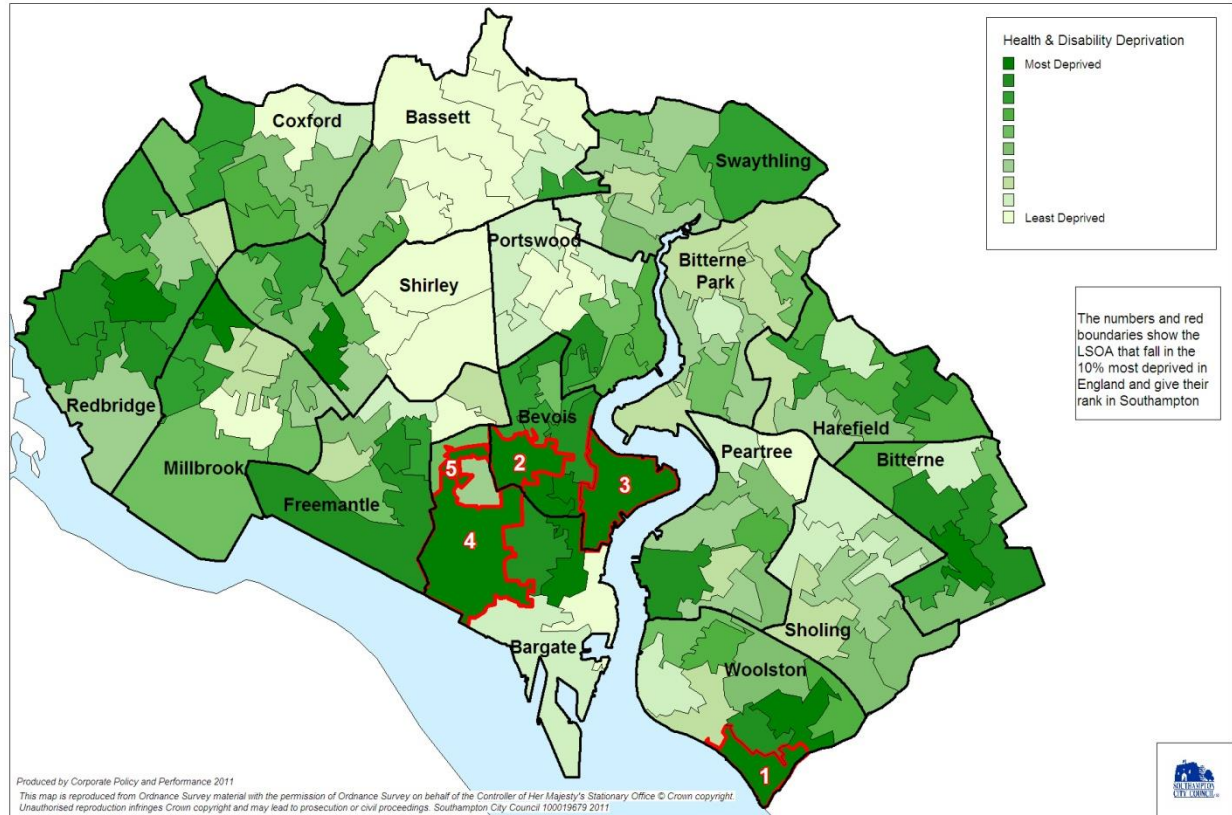 Health & Disability Deprivation
Most Deprived
Least Deprived
Coxford
Bassett
Swaythling
Portswood
Bitterne
Park
Shirley
The numbers and red
boundaries show the
LSOA that fall in the
10% most deprived in
England and give their
rank in Southampton
Redbridge
Bevois
Harefield
Millbrook
Peartree
Bitterne
5
2
3
Freemantle
4
Sholing
Bargate
Woolston
1
Produced by Corporate Policy and Performance 2011
This map is reproduced from Ordnance Survey material with the permission of Ordnance Survey on behalf of the Controller of Her Majesty's Stationary Office © Crown copyright.
Unauthorised reproduction infringes Crown copyright and may lead to prosecution or civil proceedings. Southampton City Council 100019679 2011
SOUTHAMPTON
CITY COUNCIL